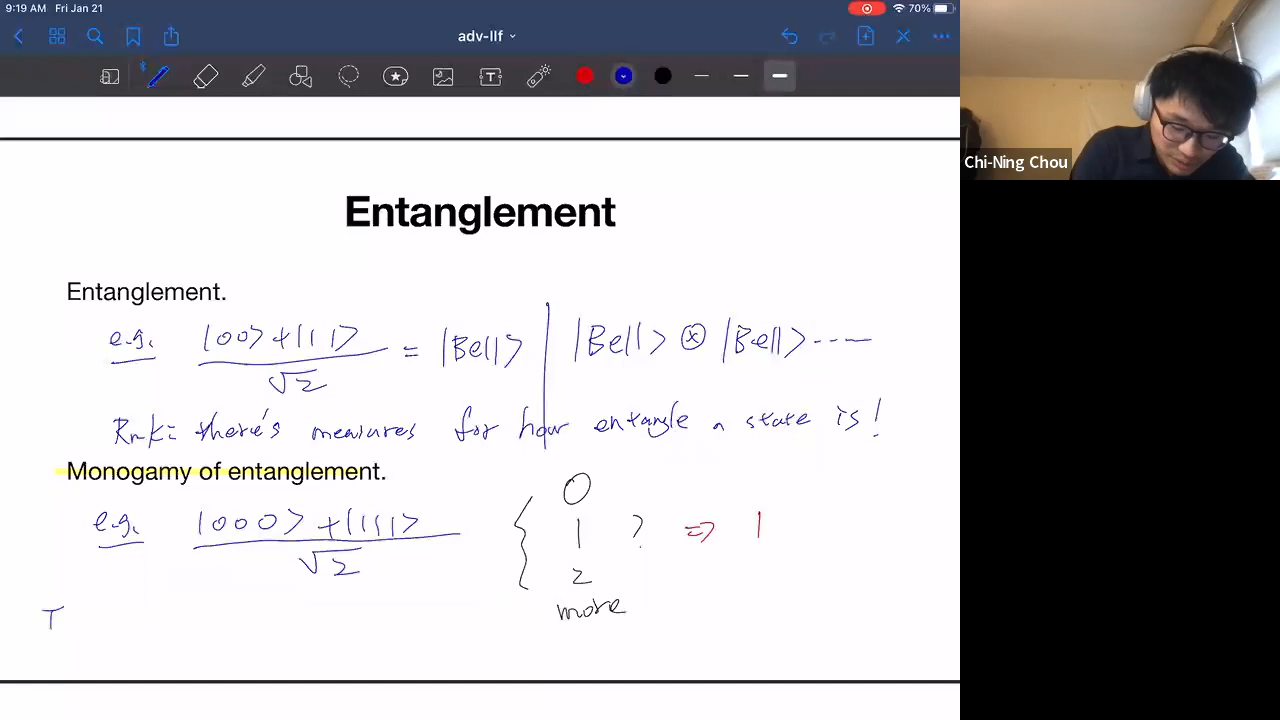 9:19 AM Fri Jan 21
70%
adv-llf
Chi-Ning Chou
Entanglement
Entanglement.
e.g. |00> + |11> / √2 = |Bell> | |Bell> ⊗ |Bell> ----
Rmk: there's measures for how entangle a state is!
Monogamy of entanglement.
e.g. |000> + |111> / √2 { 0 1 2 more ? => 1
T